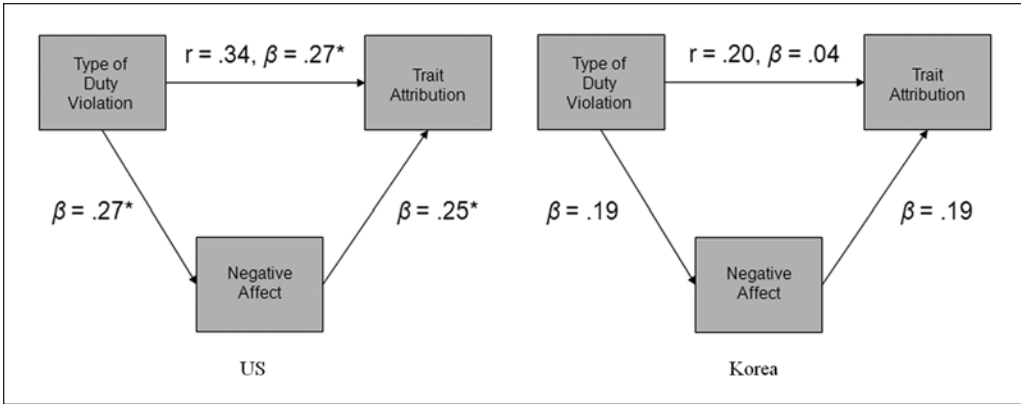 Type of
Duty
Violation
r = .34, β = .27*
Trait
Attribution
β = .27*
β = .25*
Negative
Affect
US
Type of
Duty
Violation
r = .20, β = .04
Trait
Attribution
β = .19
β = .19
Negative
Affect
Korea